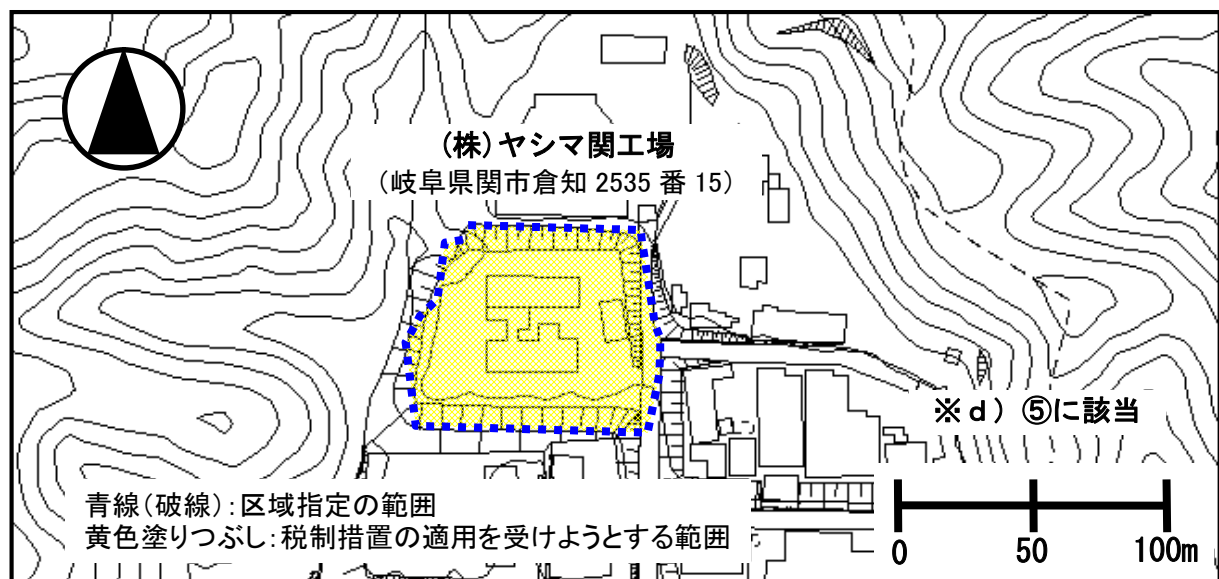 (株)ヤシマ関工場
(岐阜県関市倉知 2535 番 15)
※d) ⑤に該当
青線(破線):区域指定の範囲
黄色塗りつぶし:税制措置の適用を受けようとする範囲
0 50 100m